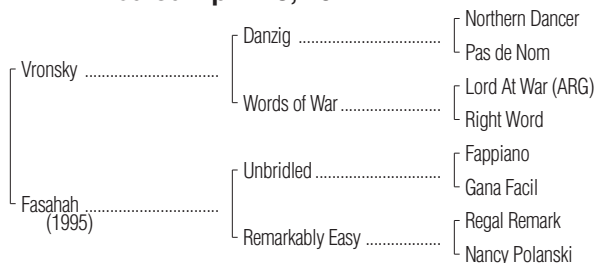 Northern Dancer
Danzig ..............................
Pas de Nom
Vronsky ..............................
Lord At War (ARG)
Words of War .....................
Right Word
Fappiano
Unbridled ..........................
Gana Facil
Fasahah ..............................
(1995)
Regal Remark
Remarkably Easy ................
Nancy Polanski